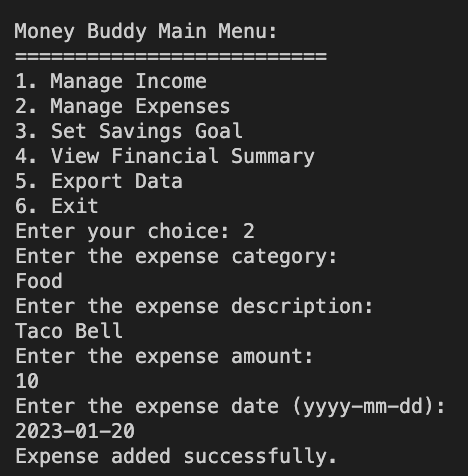 Money Buddy Main Menu:
==========================
1. Manage Income
2. Manage Expenses
3. Set Savings Goal
4. View Financial Summary
5. Export Data
6. Exit
Enter your choice: 2
Enter the expense category:
Food
Enter the expense description:
Taco Bell
Enter the expense amount:
10
Enter the expense date (yyyy-mm-dd):
2023-01-20
Expense added successfully.